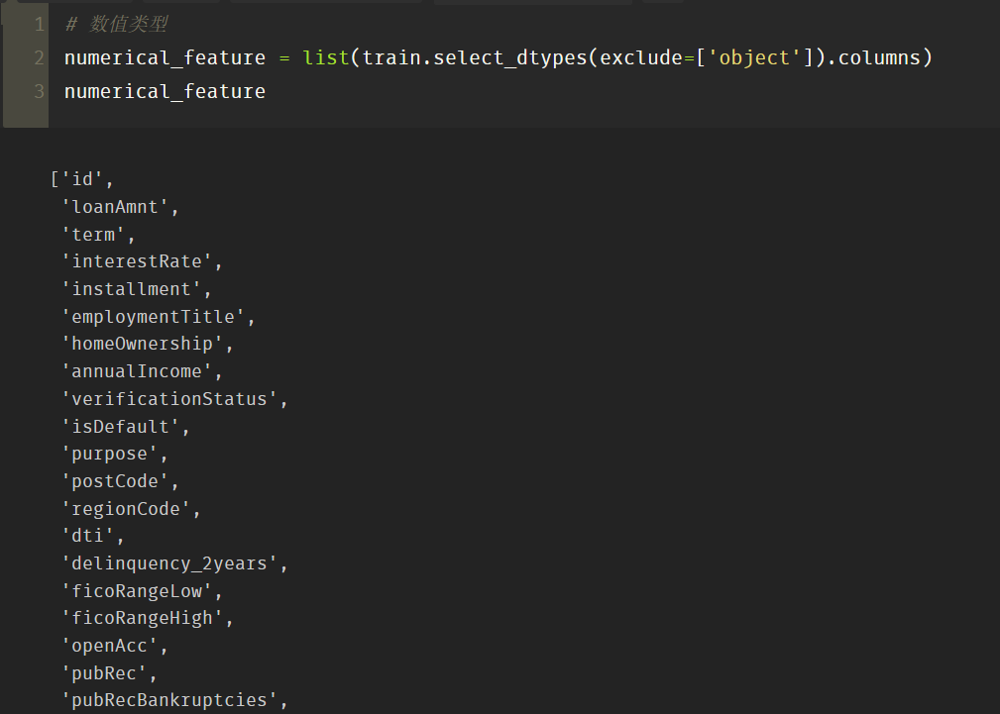 1 # 数值类型
2 numerical_feature = list(train.select_dtypes(exclude=['object']).columns)
3 numerical_feature
['id',
'loanAmnt',
'term',
'interestRate',
'installment',
'employmentTitle',
'homeOwnership',
'annualIncome',
'verificationStatus',
'isDefault',
'purpose',
'postCode',
'regionCode',
'dti',
'delinquency_2years',
'ficoRangeLow',
'ficoRangeHigh',
'openAcc',
'pubRec',
'pubRecBankruptcies',